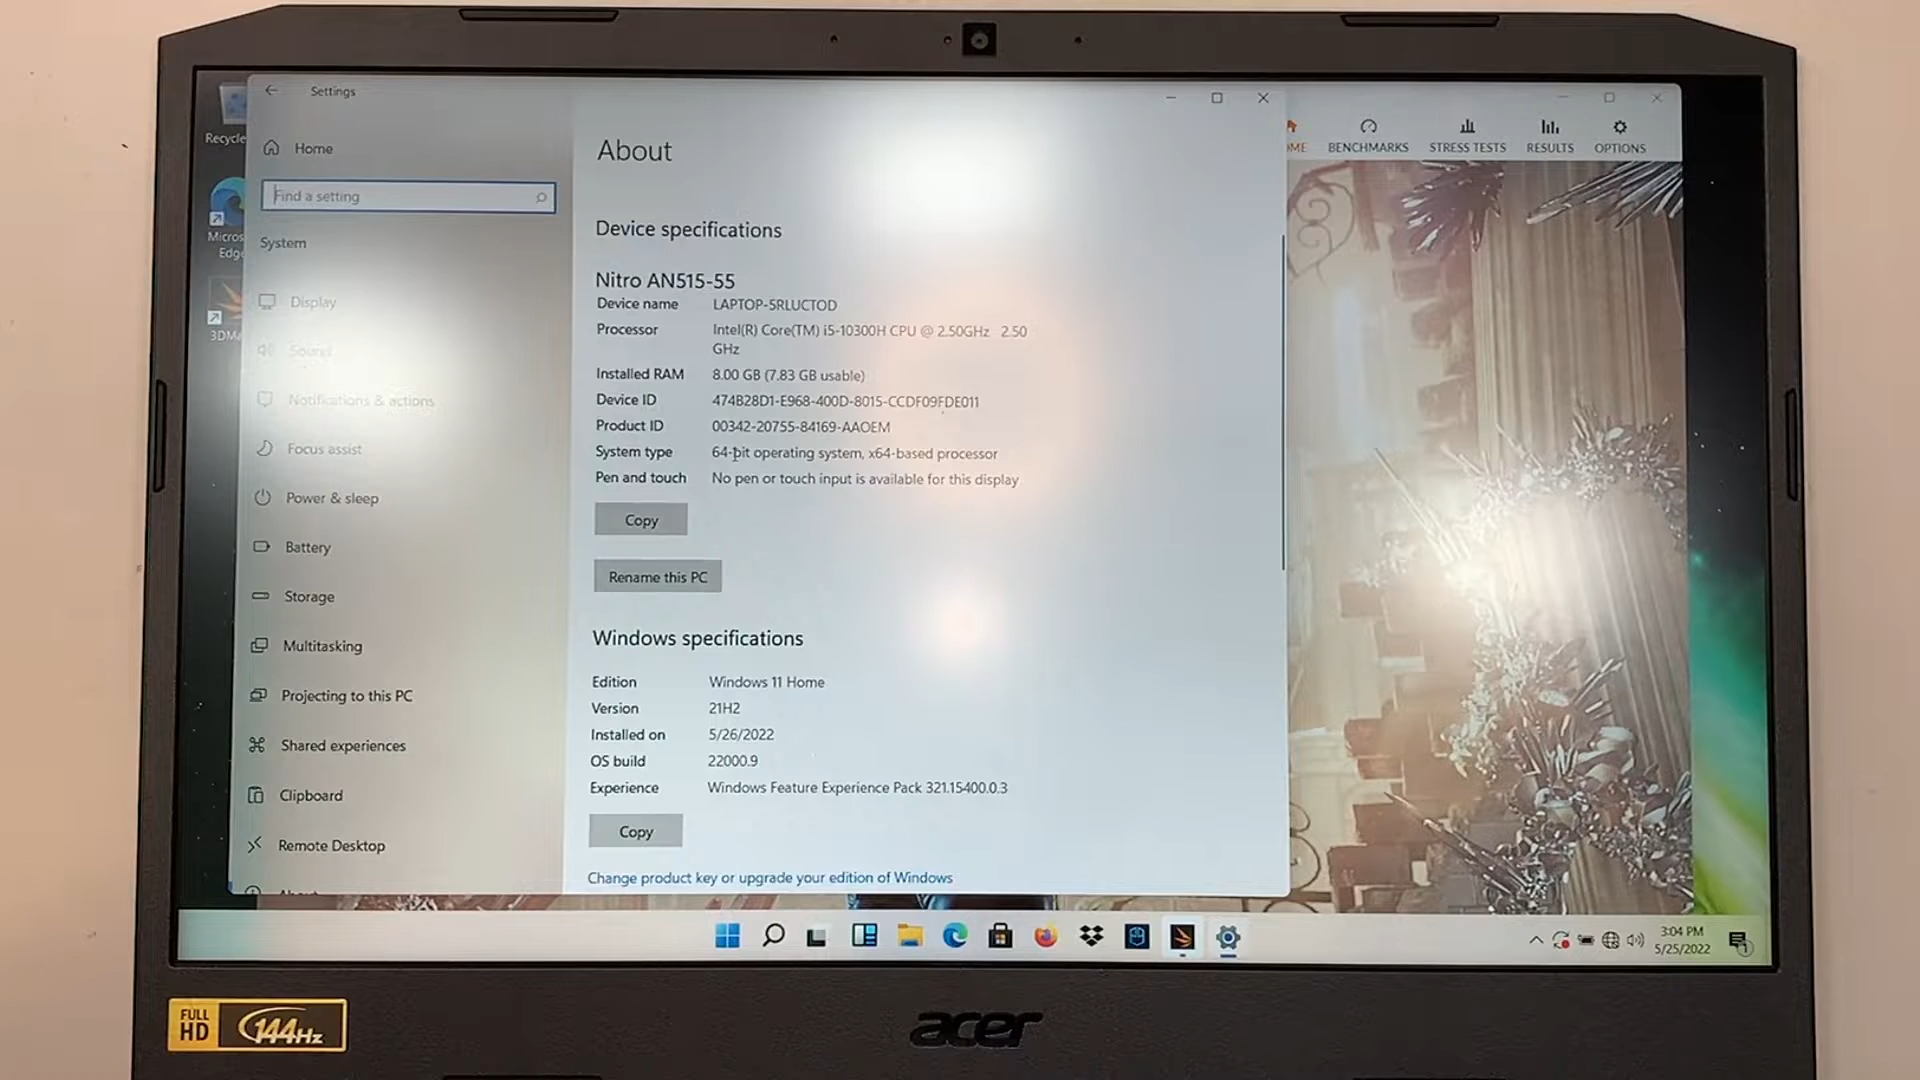 Settings
Home
Find a setting
System
Display
Sound
Notifications & actions
Focus assist
Power & sleep
Battery
Storage
Multitasking
Projecting to this PC
Shared experiences
Clipboard
Remote Desktop
About
About
Device specifications
Nitro AN515-55
Device name LAPTOP-5RLUCTOD
Processor Intel(R) Core(TM) i5-10300H CPU @ 2.50GHz 2.50
GHz
Installed RAM 8.00 GB (7.83 GB usable)
Device ID 474B28D1-E968-400D-8015-CCDF09FDE011
Product ID 00342-20755-84169-AAOEM
System type 64-bit operating system, x64-based processor
Pen and touch No pen or touch input is available for this display
Copy
Rename this PC
Windows specifications
Edition Windows 11 Home
Version 21H2
Installed on 5/26/2022
OS build 22000.9
Experience Windows Feature Experience Pack 321.15400.0.3
Copy
Change product key or upgrade your edition of Windows
OME BENCHMARKS STRESS TESTS RESULTS OPTIONS
Recycle
Micros
Edge
3DMa
3:04 PM
5/25/2022
1
FULL
HD
144Hz
acer